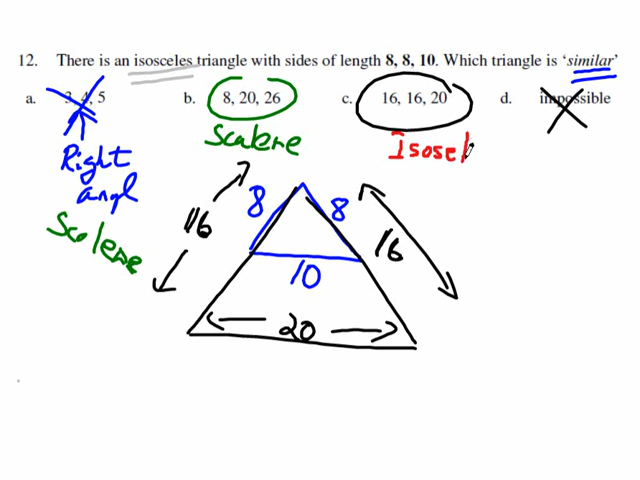 12. There is an isosceles triangle with sides of length 8, 8, 10. Which triangle is ‘similar’
a. 3, 4, 5 b. 8, 20, 26 c. 16, 16, 20 d. impossible
Scalene
Isosel
Right
angl
Scalene
8
8
16
16
10
20